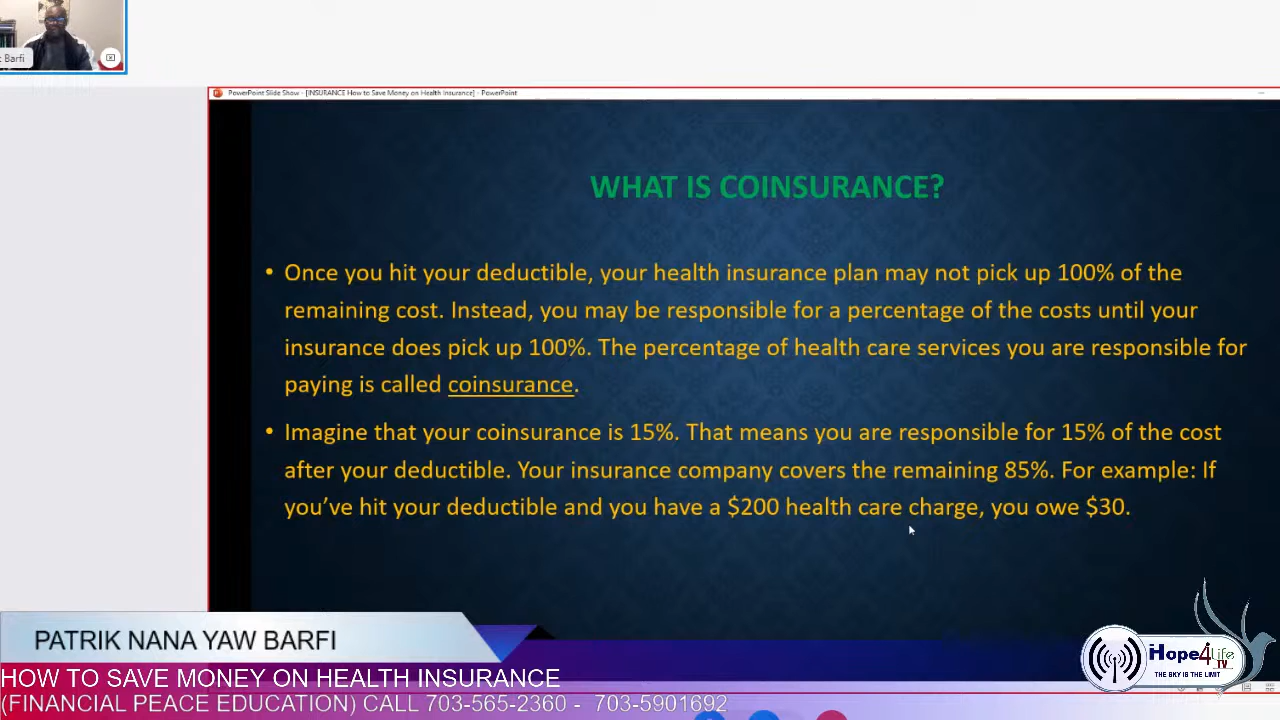 Barfi
PowerPoint Slide Show - [INSURANCE How to Save Money on Health Insurance] - PowerPoint
WHAT IS COINSURANCE?
• Once you hit your deductible, your health insurance plan may not pick up 100% of the
remaining cost. Instead, you may be responsible for a percentage of the costs until your
insurance does pick up 100%. The percentage of health care services you are responsible for
paying is called coinsurance.
• Imagine that your coinsurance is 15%. That means you are responsible for 15% of the cost
after your deductible. Your insurance company covers the remaining 85%. For example: If
you’ve hit your deductible and you have a $200 health care charge, you owe $30.
PATRIK NANA YAW BARFI
HOW TO SAVE MONEY ON HEALTH INSURANCE
(FINANCIAL PEACE EDUCATION) CALL 703-565-2360 - 703-5901692
Hope4Life
TV
THE SKY IS THE LIMIT